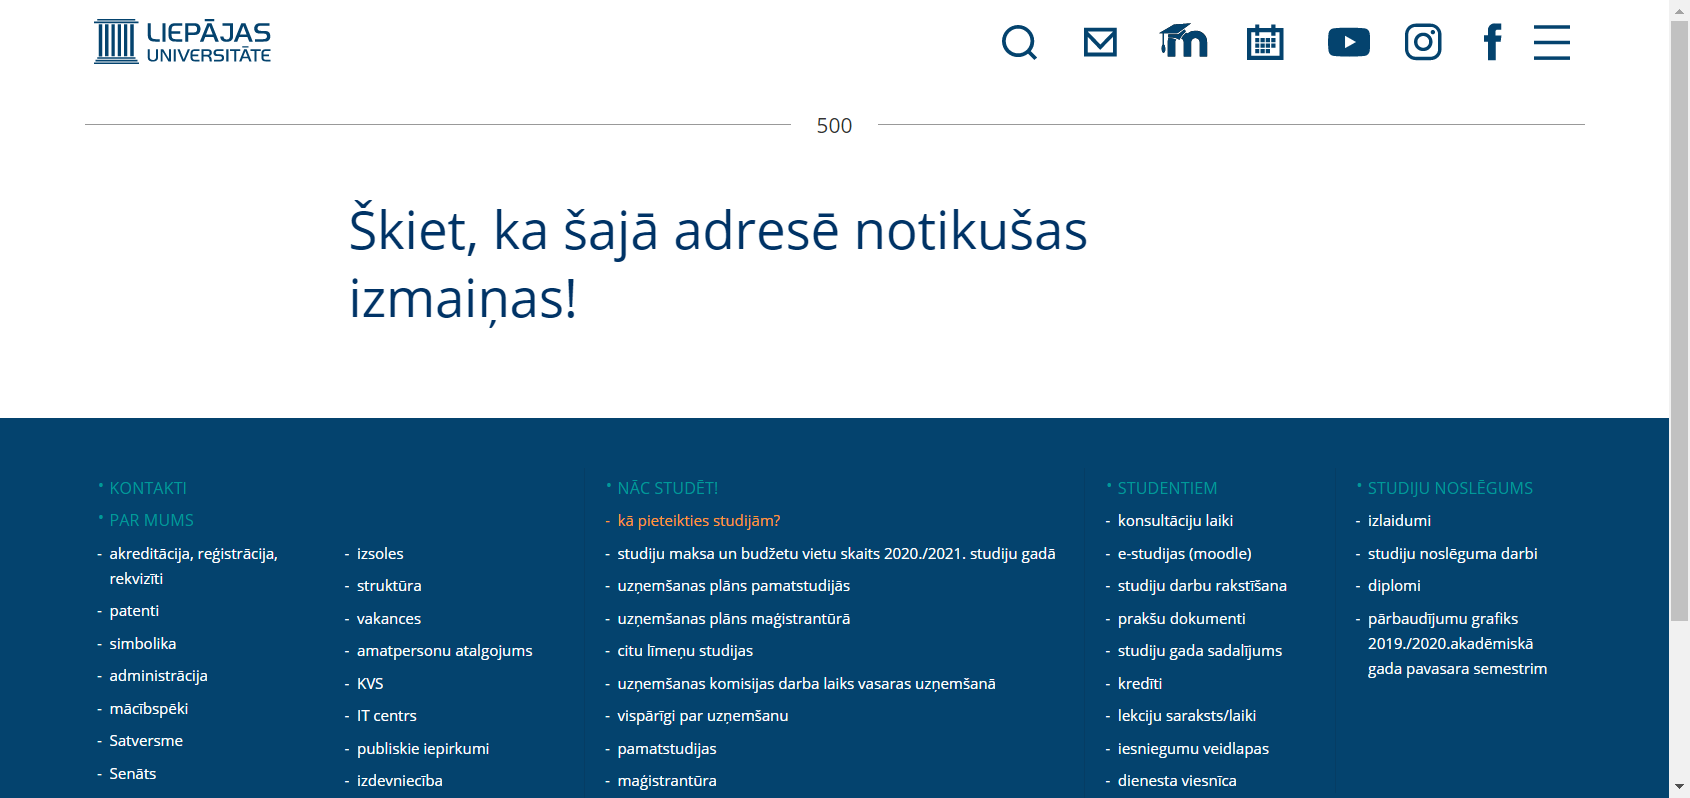 LIEPĀJAS
UNIVERSITĀTE
500
Šķiet, ka šajā adresē notikušas
izmaiņas!
KONTAKTI
PAR MUMS
- akreditācija, reģistrācija,
rekvizīti
- patenti
- simbolika
- administrācija
- mācībspēki
- Satversme
- Senāts
- izsoles
- struktūra
- vakances
- amatpersonu atalgojums
- KVS
- IT centrs
- publiskie iepirkumi
- izdevniecība
NĀC STUDĒT!
- kā pieteikties studijām?
- studiju maksa un budžetu vietu skaits 2020./2021. studiju gadā
- uzņemšanas plāns pamatstudijās
- uzņemšanas plāns maģistrantūrā
- citu līmeņu studijas
- uzņemšanas komisijas darba laiks vasaras uzņemšanā
- vispārīgi par uzņemšanu
- pamatstudijas
- maģistrantūra
STUDENTIEM
- konsultāciju laiki
- e-studijas (moodle)
- studiju darbu rakstīšana
- prakšu dokumenti
- studiju gada sadalījums
- kredīti
- lekciju saraksts/laiki
- iesniegumu veidlapas
- dienesta viesnīca
STUDIJU NOSLĒGUMS
- izlaidumi
- studiju noslēguma darbi
- diplomi
- pārbaudījumu grafiks
2019./2020.akadēmiskā
gada pavasara semestrim